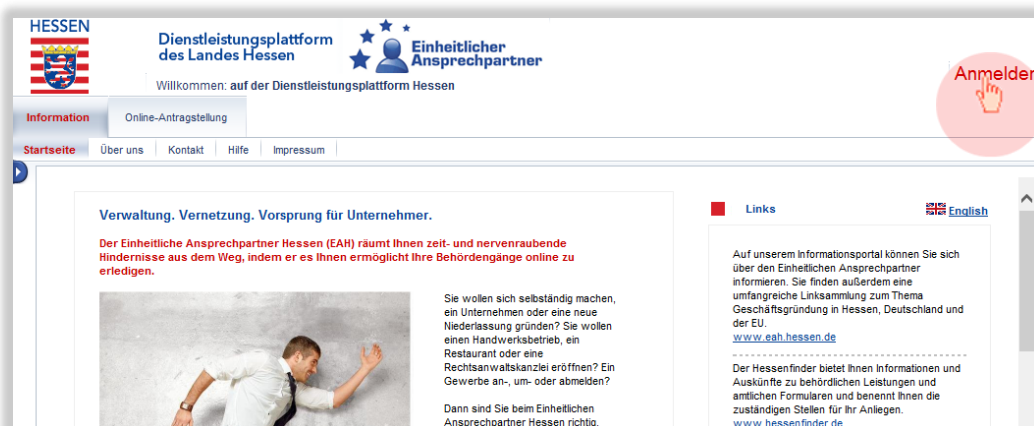 HESSEN
Dienstleistungsplattform
des Landes Hessen
Einheitlicher
Ansprechpartner
Willkommen: auf der Dienstleistungsplattform Hessen
Anmelden
Information
Online-Antragstellung
Startseite
Über uns
Kontakt
Hilfe
Impressum
Verwaltung. Vernetzung. Vorsprung für Unternehmer.
Der Einheitliche Ansprechpartner Hessen (EAH) räumt Ihnen zeit- und nervenraubende
Hindernisse aus dem Weg, indem er es Ihnen ermöglicht Ihre Behördengänge online zu
erledigen.
Sie wollen sich selbständig machen,
ein Unternehmen oder eine neue
Niederlassung gründen? Sie wollen
einen Handwerksbetrieb, ein
Restaurant oder eine
Rechtsanwaltskanzlei eröffnen? Ein
Gewerbe an-, um- oder abmelden?
Dann sind Sie beim Einheitlichen
Ansprechpartner Hessen richtig.
Links
English
Auf unserem Informationsportal können Sie sich
über den Einheitlichen Ansprechpartner
informieren. Sie finden außerdem eine
umfangreiche Linksammlung zum Thema
Geschäftsgründung in Hessen, Deutschland und
der EU.
www.eah.hessen.de
Der Hessenfinder bietet Ihnen Informationen und
Auskünfte zu behördlichen Leistungen und
amtlichen Formularen und benennt Ihnen die
zuständigen Stellen für Ihr Anliegen.
www.hessenfinder.de